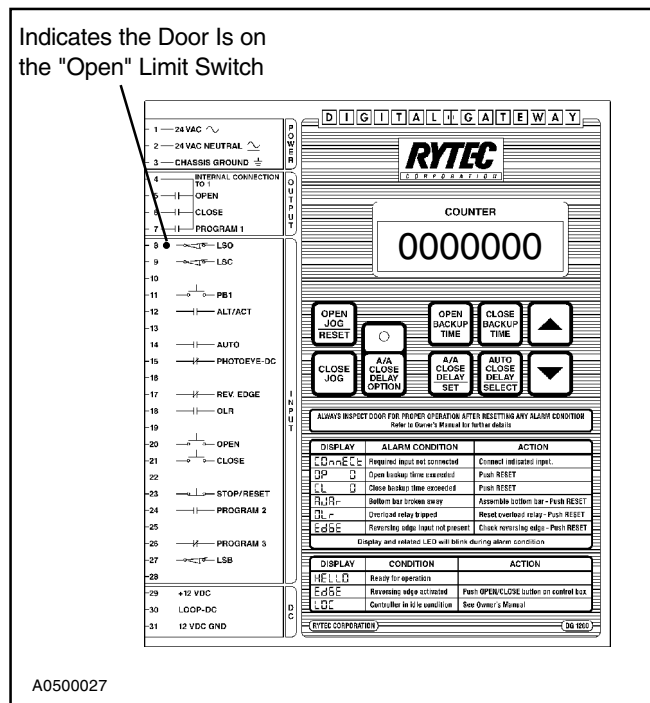 Indicates the Door Is on
the "Open" Limit Switch
DIGITAL GATEWAY
1 24 VAC
2 24 VAC NEUTRAL
3 CHASSIS GROUND
POWER
4 INTERNAL CONNECTION
TO 1
5 OPEN
6 CLOSE
7 PROGRAM 1
OUTPUT
8 LSO
9 LSC
10
11 PB1
12 ALT/ACT
13
14 AUTO
15 PHOTOEYE-DC
16
17 REV. EDGE
18 OLR
19
20 OPEN
21 CLOSE
22
23 STOP/RESET
24 PROGRAM 2
25
26 PROGRAM 3
27 LSB
28
INPUT
29 +12 VDC
30 LOOP-DC
31 12 VDC GND
DC
RYTEC
CORPORATION
COUNTER
0000000
OPEN
JOG
RESET
OPEN
BACKUP
TIME
CLOSE
BACKUP
TIME
CLOSE
JOG
A/A
CLOSE
DELAY
OPTION
A/A
CLOSE
DELAY
SET
AUTO
CLOSE
DELAY
SELECT
ALWAYS INSPECT DOOR FOR PROPER OPERATION AFTER RESETTING ANY ALARM CONDITION
Refer to Owner's Manual for further details
DISPLAY ALARM CONDITION ACTION
COnnECt Required input not connected Connect indicated input.
OP 0 Open backup time exceeded Push RESET
CL 0 Close backup time exceeded Push RESET
AJAr Bottom bar broken away Assemble bottom bar - Push RESET
OLr Overload relay tripped Reset overload relay - Push RESET
EdGE Reversing edge input not present Check reversing edge - Push RESET
Display and related LED will blink during alarm condition
DISPLAY CONDITION ACTION
HELLO Ready for operation
EdGE Reversing edge activated Push OPEN/CLOSE button on control box
LOC Controller in idle condition See Owner's Manual
RYTEC CORPORATION
DG 1200
A0500027